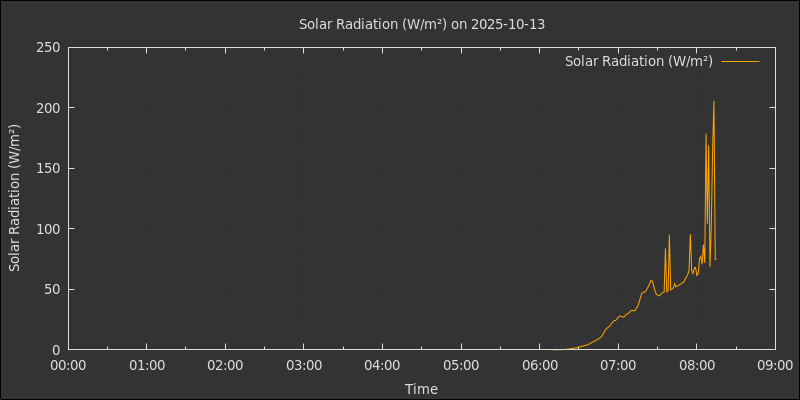 Solar Radiation (W/m²) on 2025-10-13
Solar Radiation (W/m²)
Solar Radiation (W/m²)
250
200
150
100
50
0
00:00 01:00 02:00 03:00 04:00 05:00 06:00 07:00 08:00 09:00
Time